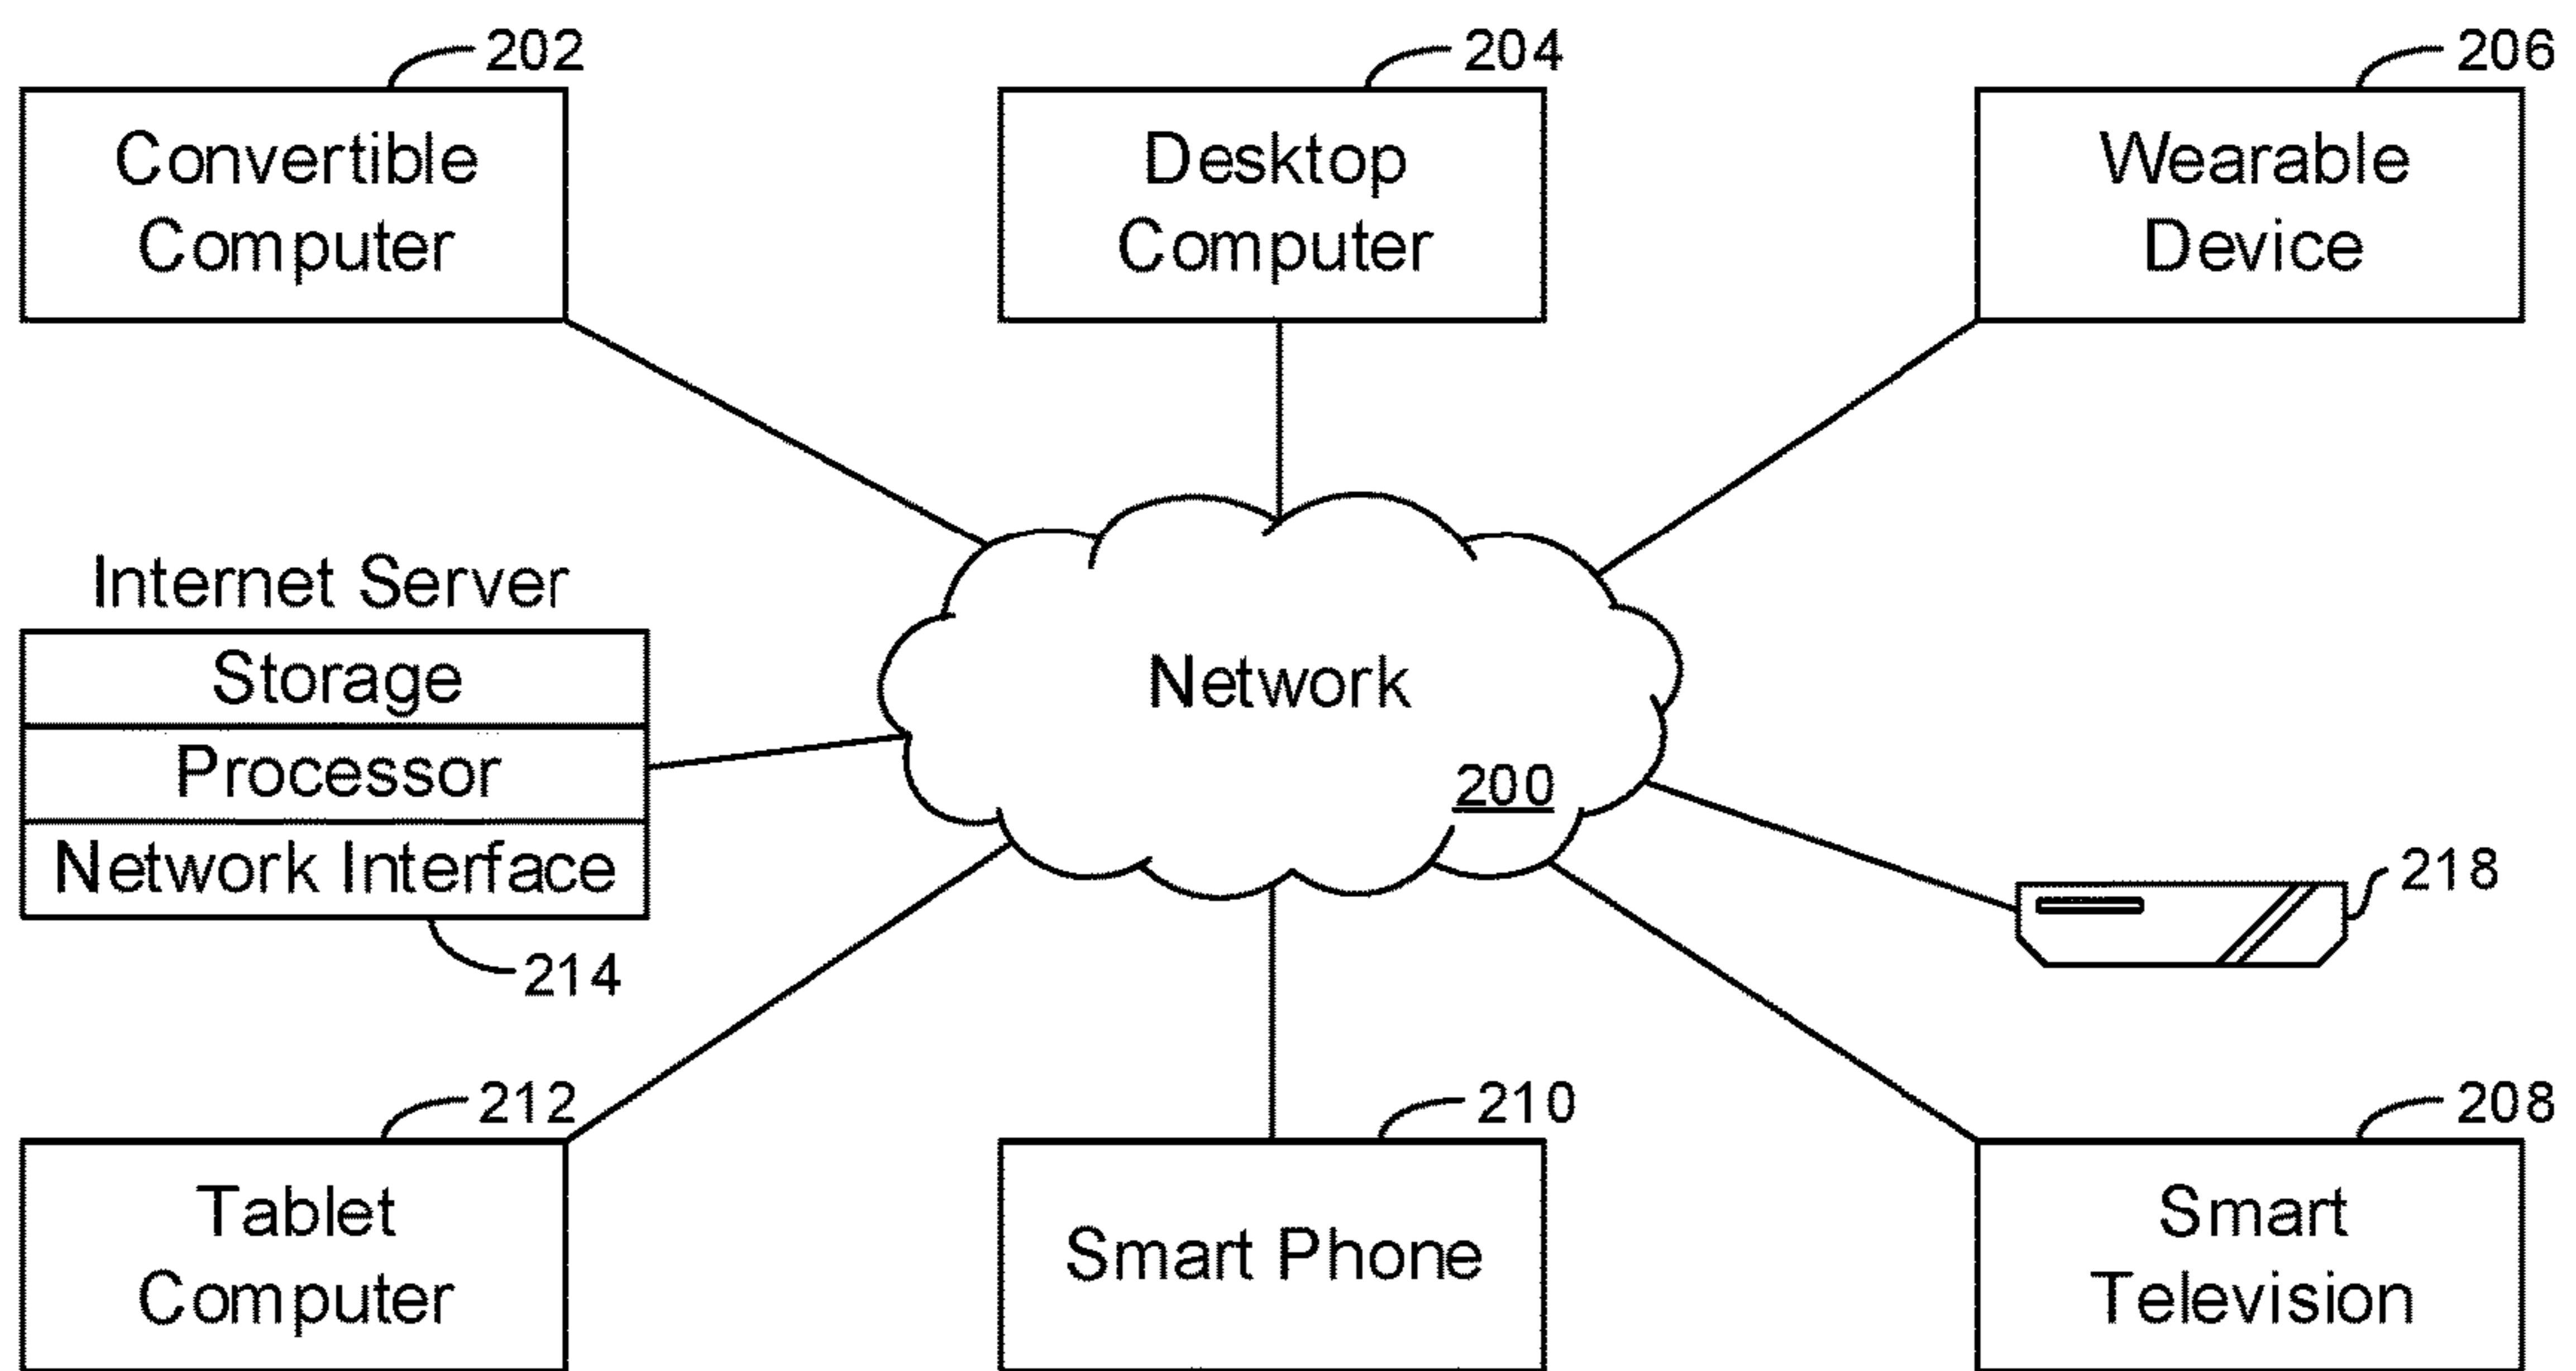 202
Convertible
Computer
204
Desktop
Computer
206
Wearable
Device
Internet Server
Storage
Processor
Network Interface
214
Network
200
218
212
Tablet
Computer
210
Smart Phone
208
Smart
Television